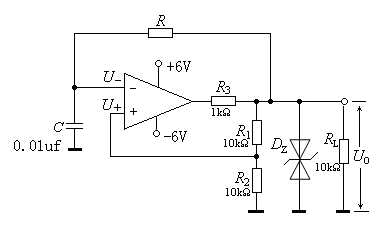 R
+6V
U−
−
R3
1kΩ
U+
+
C
0.01uf
−6V
R1
10kΩ
DZ
RL
10kΩ
U0
R2
10kΩ